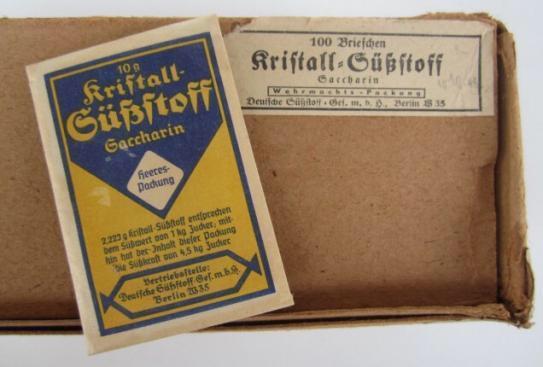 10 g
Kristall-
Süßstoff
Saccharin
Heeres-
Packung
2,223 g Kristall-Süßstoff entsprechen
dem Süßwert von 1 kg Zucker; mit-
hin hat der Inhalt dieser Packung
die Süßkraft von 4,5 kg Zucker
Vertriebsstelle:
Deutsche Süßstoff-Ges. m. b. H.
Berlin W 35
100 Briefchen
Kristall-Süßstoff
Saccharin
Wehrmachts-Packung
Deutsche Süßstoff-Ges. m. b. H., Berlin W 35